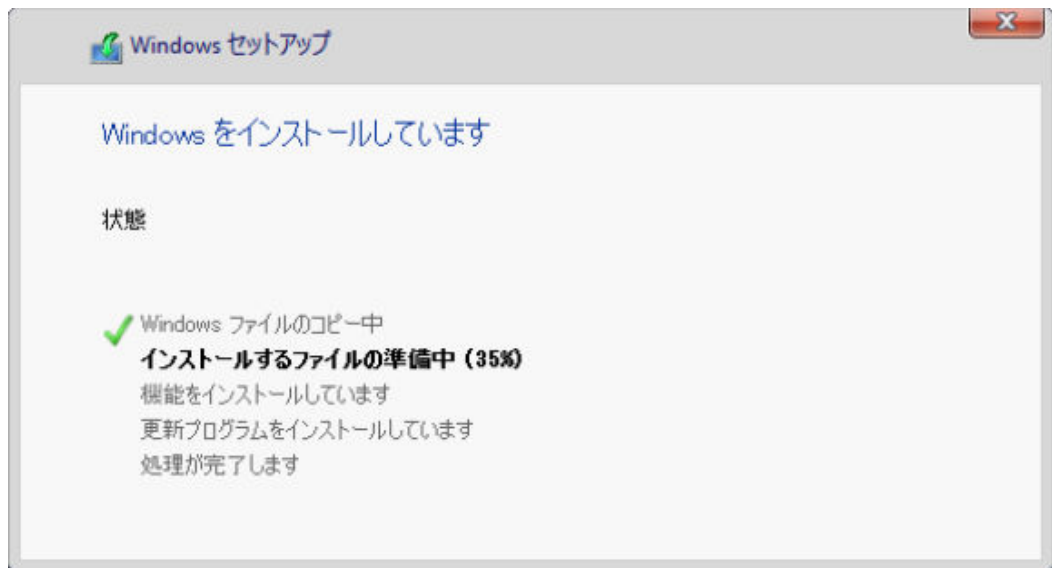 Windows セットアップ
Windows をインストールしています
状態
Windows ファイルのコピー中
インストールするファイルの準備中 (35%)
機能をインストールしています
更新プログラムをインストールしています
処理が完了します